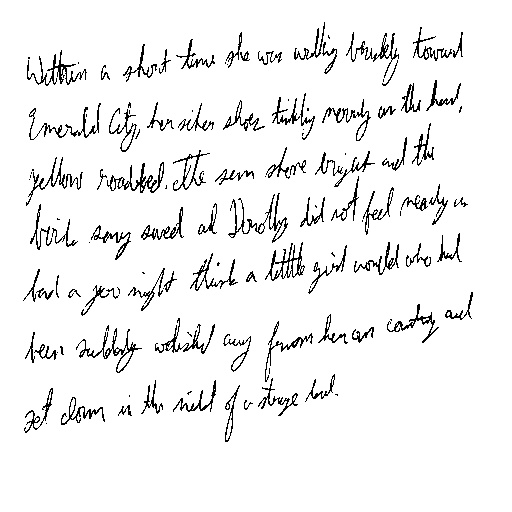 Within a short time she was walking briskly toward
Emerald City, her silver shoes tinkling merrily on the hard,
yellow roadbed. The sun shone bright and the
birds sang sweet and Dorothy did not feel nearly as
bad as you might think a little girl would who had
been suddenly whisked away from her own country and
set down in the midst of a strange land.